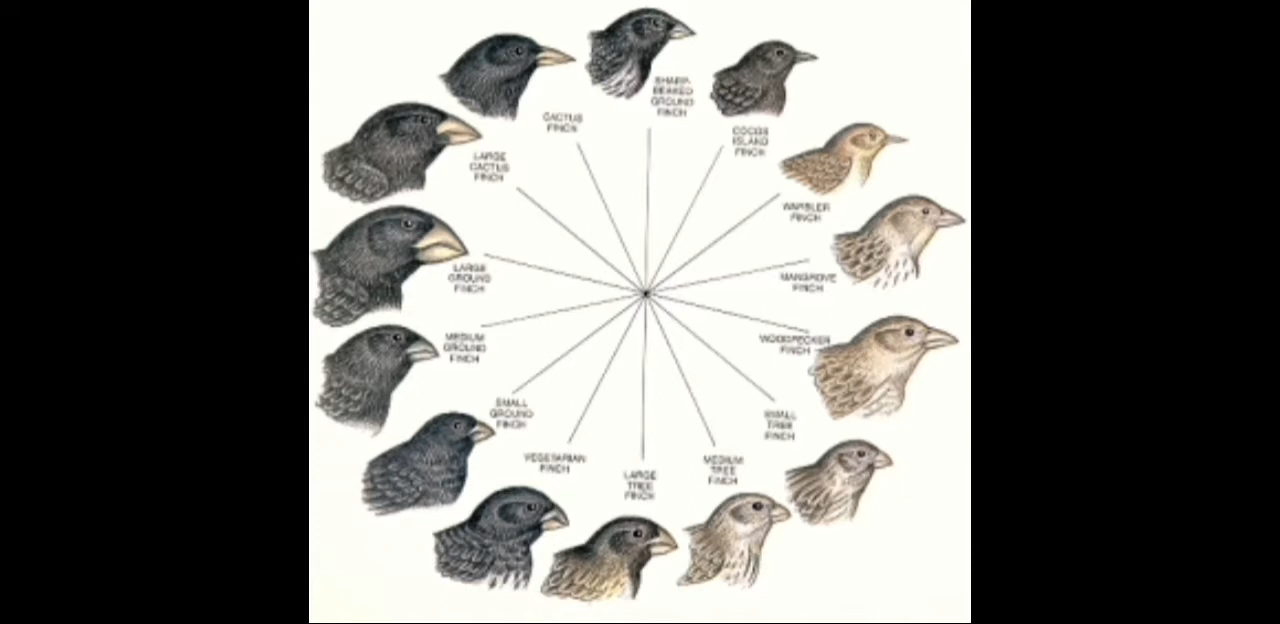 SHARP-
BEAKED
GROUND
FINCH
COCOS
ISLAND
FINCH
WARBLER
FINCH
MANGROVE
FINCH
WOODPECKER
FINCH
SMALL
TREE
FINCH
MEDIUM
TREE
FINCH
LARGE
TREE
FINCH
VEGETARIAN
FINCH
SMALL
GROUND
FINCH
MEDIUM
GROUND
FINCH
LARGE
GROUND
FINCH
LARGE
CACTUS
FINCH
CACTUS
FINCH